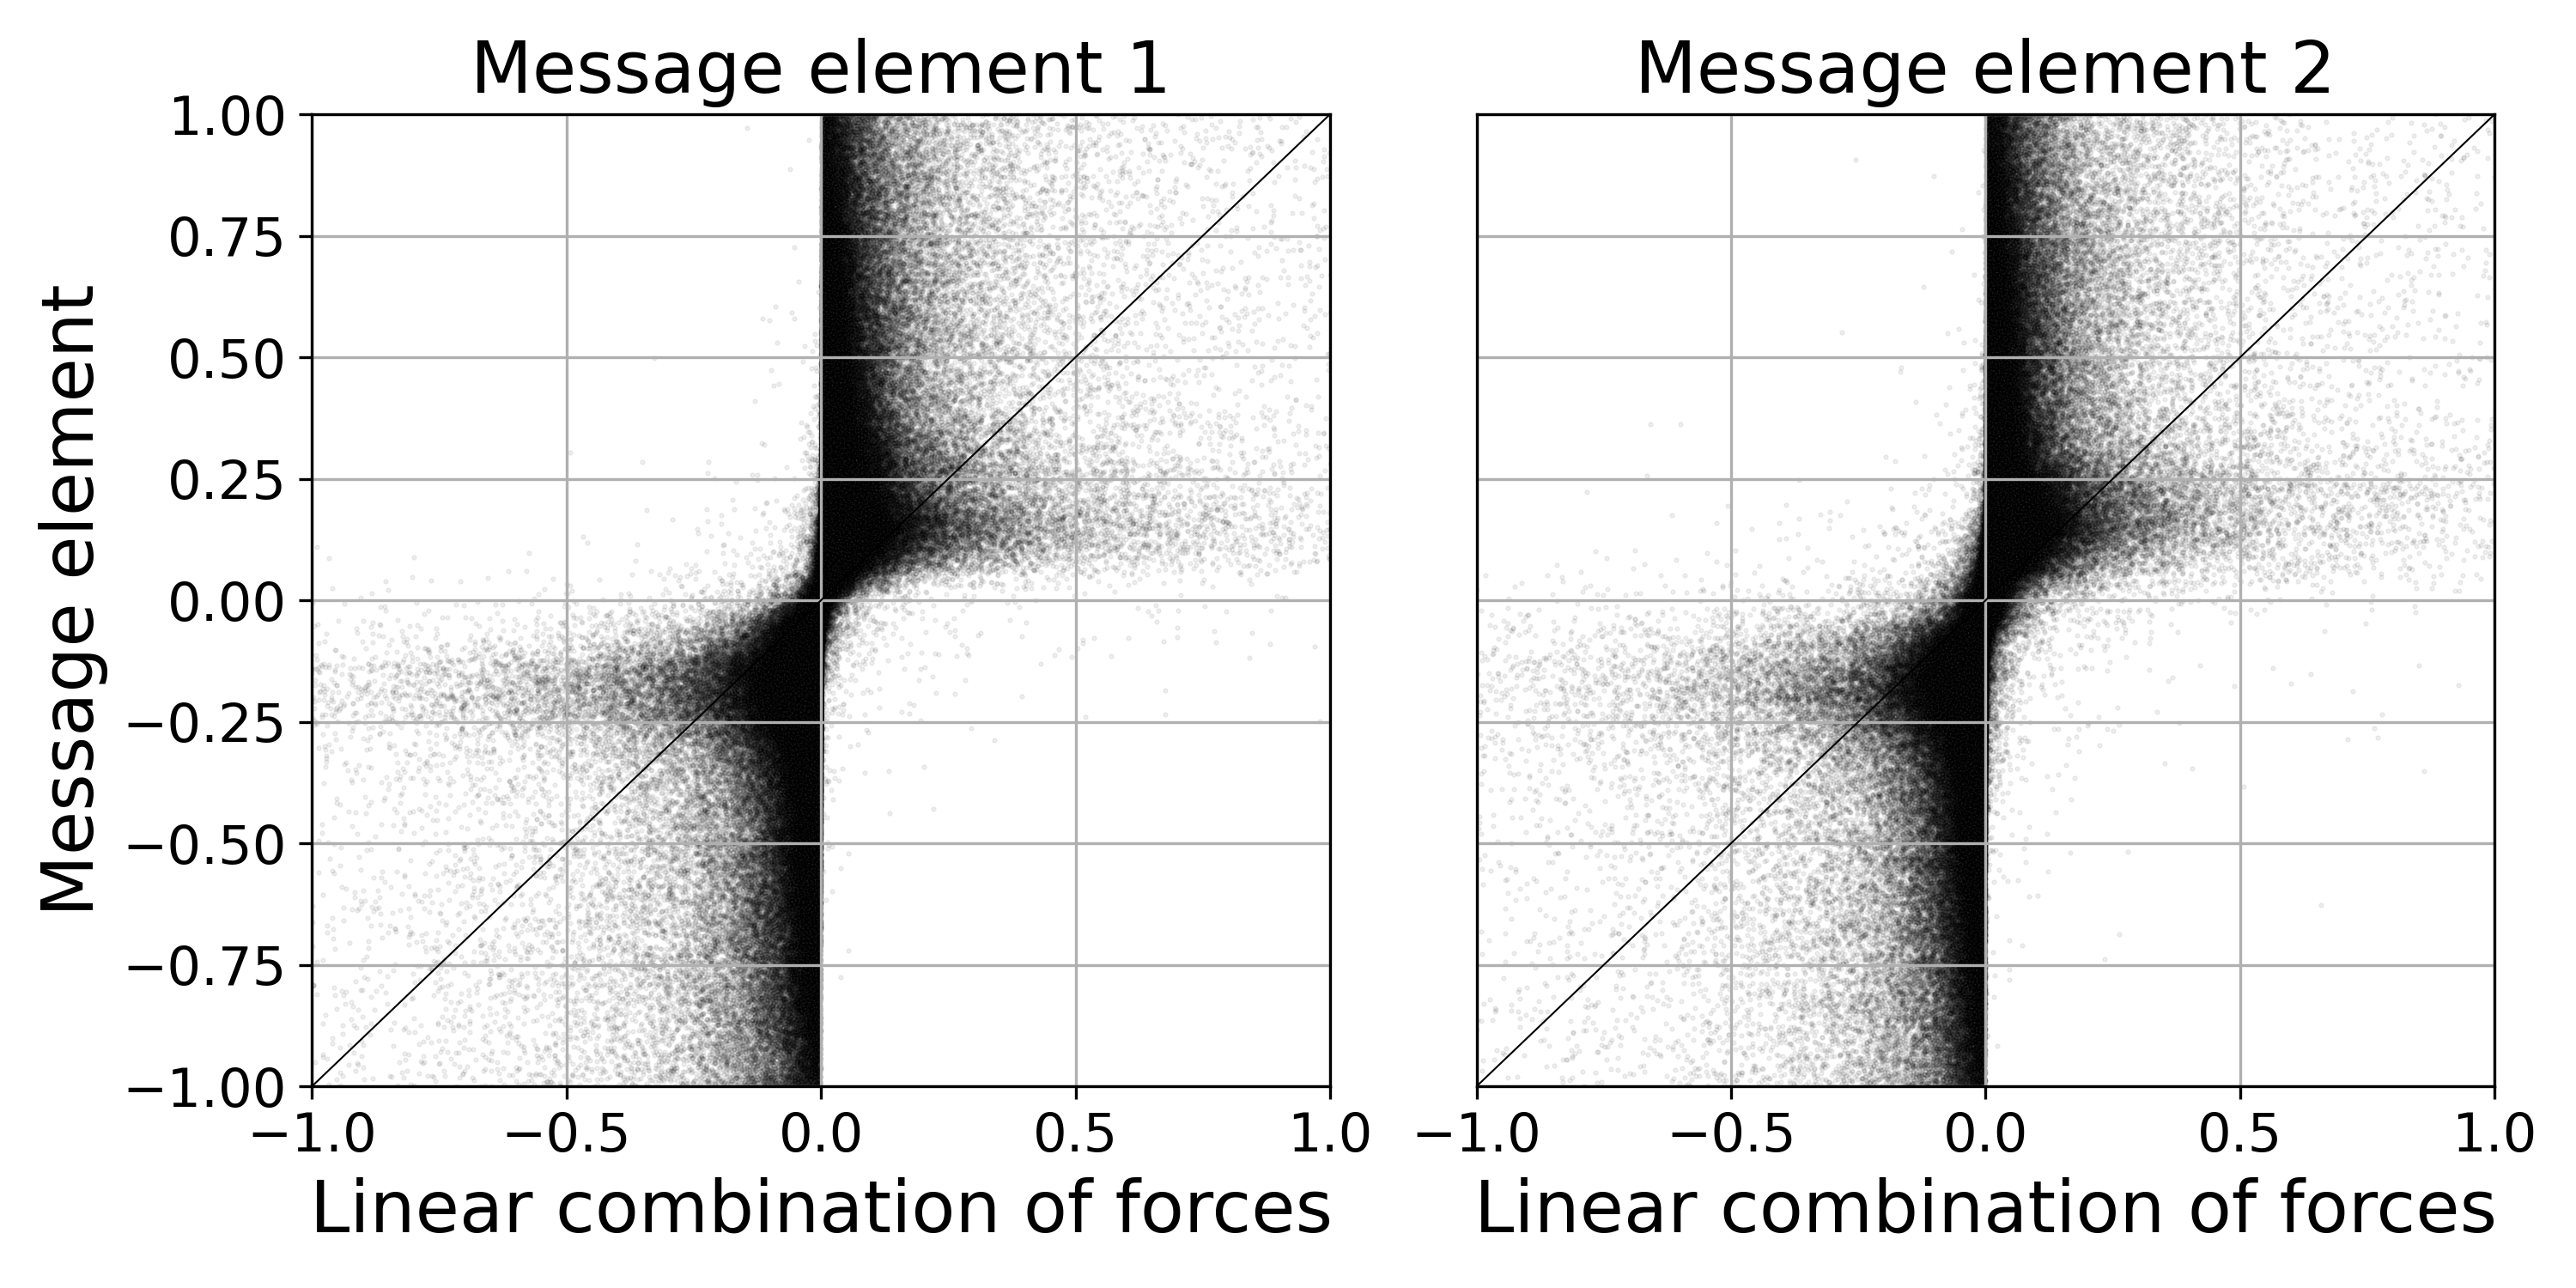 Message element 1
Message element 2
Message element
1.00
0.75
0.50
0.25
0.00
−0.25
−0.50
−0.75
−1.00
−1.0 −0.5 0.0 0.5 1.0
−1.0 −0.5 0.0 0.5 1.0
Linear combination of forces
Linear combination of forces